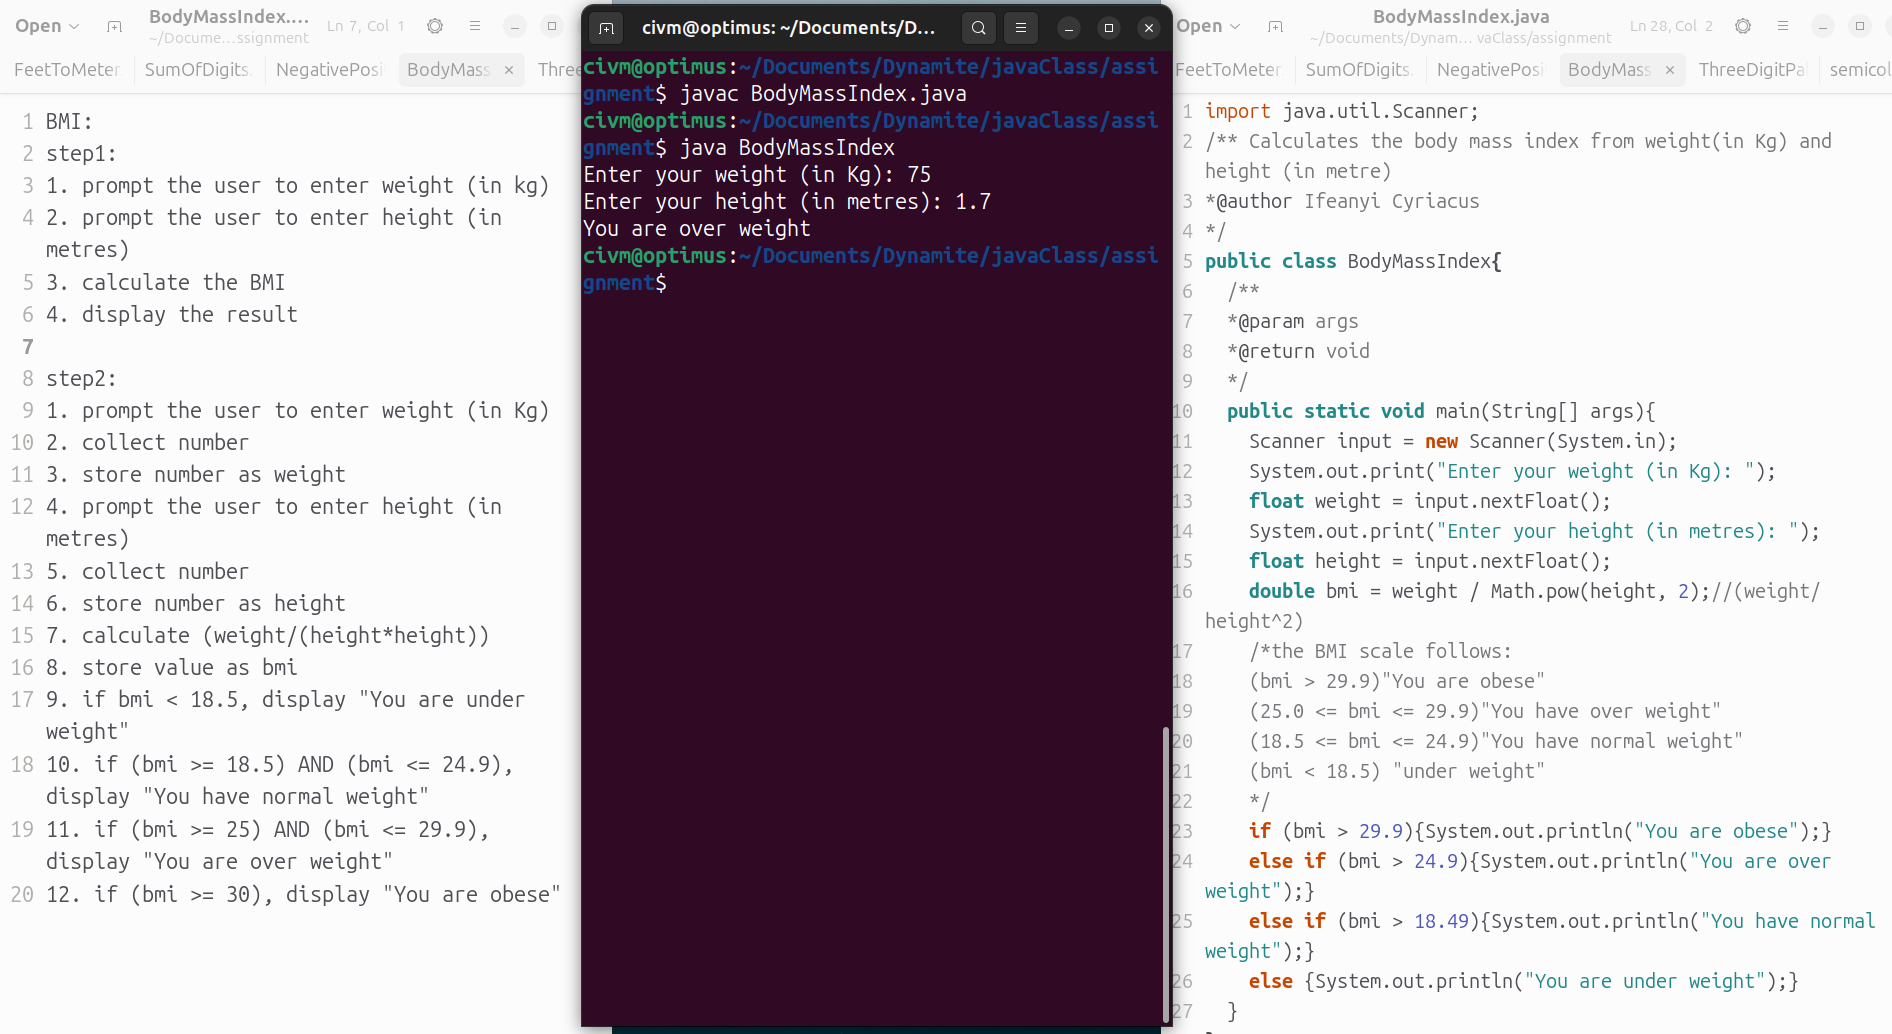 Open
BodyMassIndex....
~/Docume...ssignment
Ln 7, Col 1
FeetToMeter
SumOfDigits.
NegativePosi
BodyMass
Three
1 BMI:
2 step1:
3 1. prompt the user to enter weight (in kg)
4 2. prompt the user to enter height (in
metres)
5 3. calculate the BMI
6 4. display the result
7
8 step2:
9 1. prompt the user to enter weight (in Kg)
10 2. collect number
11 3. store number as weight
12 4. prompt the user to enter height (in
metres)
13 5. collect number
14 6. store number as height
15 7. calculate (weight/(height*height))
16 8. store value as bmi
17 9. if bmi < 18.5, display "You are under
weight"
18 10. if (bmi >= 18.5) AND (bmi <= 24.9),
display "You have normal weight"
19 11. if (bmi >= 25) AND (bmi <= 29.9),
display "You are over weight"
20 12. if (bmi >= 30), display "You are obese"
civm@optimus: ~/Documents/D...
civm@optimus:~/Documents/Dynamite/javaClass/assi
gnment$ javac BodyMassIndex.java
civm@optimus:~/Documents/Dynamite/javaClass/assi
gnment$ java BodyMassIndex
Enter your weight (in Kg): 75
Enter your height (in metres): 1.7
You are over weight
civm@optimus:~/Documents/Dynamite/javaClass/assi
gnment$
Open
BodyMassIndex.java
~/Documents/Dynam... vaClass/assignment
Ln 28, Col 2
FeetToMeter
SumOfDigits.
NegativePosi
BodyMass
ThreeDigitPa
semicol
1 import java.util.Scanner;
2 /** Calculates the body mass index from weight(in Kg) and
height (in metre)
3 *@author Ifeanyi Cyriacus
4 */
5 public class BodyMassIndex{
6 /**
7 *@param args
8 *@return void
9 */
10 public static void main(String[] args){
11 Scanner input = new Scanner(System.in);
12 System.out.print("Enter your weight (in Kg): ");
13 float weight = input.nextFloat();
14 System.out.print("Enter your height (in metres): ");
15 float height = input.nextFloat();
16 double bmi = weight / Math.pow(height, 2);//(weight/
height^2)
17 /*the BMI scale follows:
18 (bmi > 29.9)"You are obese"
19 (25.0 <= bmi <= 29.9)"You have over weight"
20 (18.5 <= bmi <= 24.9)"You have normal weight"
21 (bmi < 18.5) "under weight"
22 */
23 if (bmi > 29.9){System.out.println("You are obese");}
24 else if (bmi > 24.9){System.out.println("You are over
weight");}
25 else if (bmi > 18.49){System.out.println("You have normal
weight");}
26 else {System.out.println("You are under weight");}
27 }